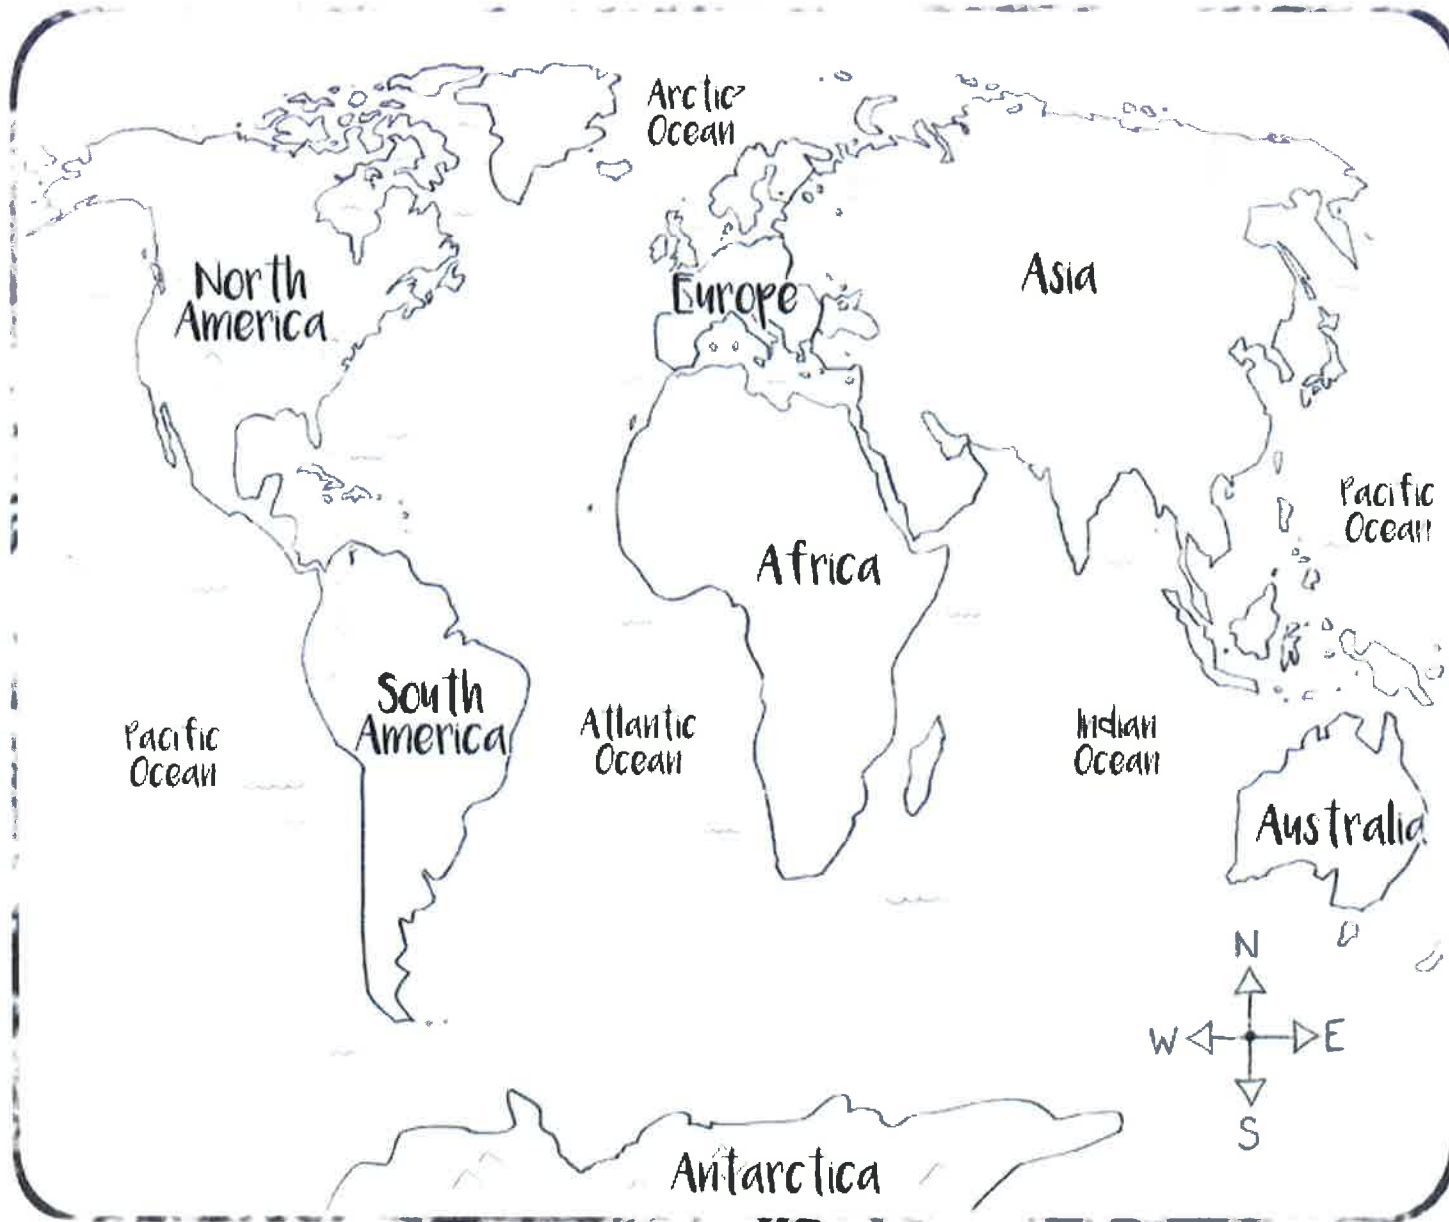 Arctic
Ocean
North
America
Europe
Asia
Pacific
Ocean
Africa
South
America
Pacific
Ocean
Atlantic
Ocean
Indian
Ocean
Australia
N
W E
S
Antarctica